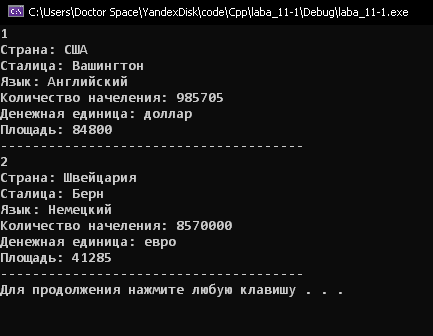 C:\Users\Doctor Space\YandexDisk\code\Cpp\laba_11-1\Debug\laba_11-1.exe
1
Страна: США
Сталица: Вашингтон
Язык: Английский
Количество начеления: 985705
Денежная единица: доллар
Площадь: 84800
--------------------------------------
2
Страна: Швейцария
Сталица: Берн
Язык: Немецкий
Количество начеления: 8570000
Денежная единица: евро
Площадь: 41285
--------------------------------------
Для продолжения нажмите любую клавишу . . .